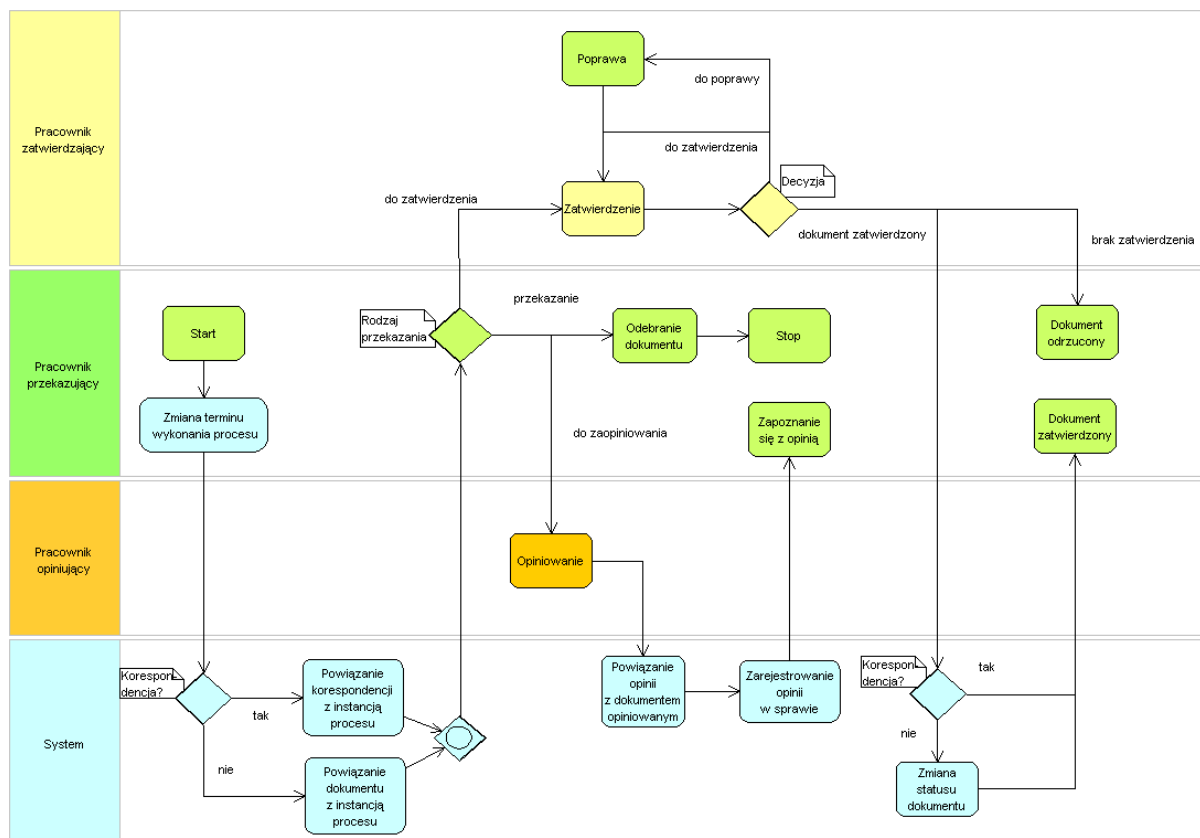 Pracownik
zatwierdzający
Poprawa
do poprawy
do zatwierdzenia
Decyzja
do zatwierdzenia
Zatwierdzenie
dokument zatwierdzony
brak zatwierdzenia
Pracownik
przekazujący
Start
Zmiana terminu
wykonania procesu
Rodzaj
przekazania
przekazanie
Odebranie
dokumentu
Stop
Dokument
odrzucony
do zaopiniowania
Zapoznanie
się z opinią
Dokument
zatwierdzony
Pracownik
opiniujący
Opiniowanie
System
Korespon
dencja?
tak
nie
Powiązanie
korespondencji
z instancją
procesu
Powiązanie
dokumentu
z instancją
procesu
Powiązanie
opinii
z dokumentem
opiniowanym
Zarejestrowanie
opinii
w sprawie
Korespon
dencja?
tak
nie
Zmiana
statusu
dokumentu